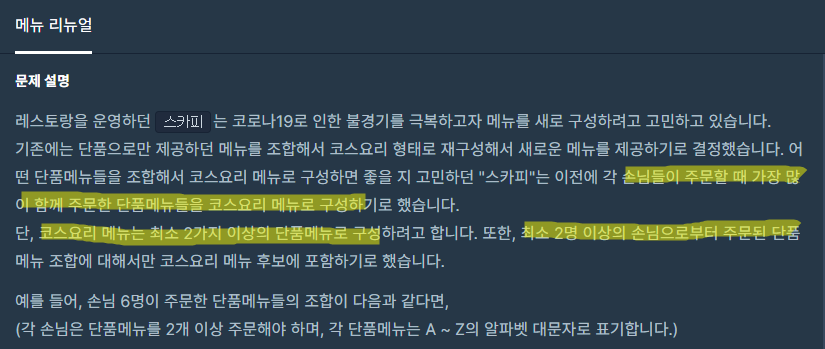 메뉴 리뉴얼
문제 설명
레스토랑을 운영하던 스카피 는 코로나19로 인한 불경기를 극복하고자 메뉴를 새로 구성하려고 고민하고 있습니다.
기존에는 단품으로만 제공하던 메뉴를 조합해서 코스요리 형태로 재구성해서 새로운 메뉴를 제공하기로 결정했습니다. 어
떤 단품메뉴들을 조합해서 코스요리 메뉴로 구성하면 좋을 지 고민하던 "스카피"는 이전에 각 손님들이 주문할 때 가장 많
이 함께 주문한 단품메뉴들을 코스요리 메뉴로 구성하기로 했습니다.
단, 코스요리 메뉴는 최소 2가지 이상의 단품메뉴로 구성하려고 합니다. 또한, 최소 2명 이상의 손님으로부터 주문된 단품
메뉴 조합에 대해서만 코스요리 메뉴 후보에 포함하기로 했습니다.
예를 들어, 손님 6명이 주문한 단품메뉴들의 조합이 다음과 같다면,
(각 손님은 단품메뉴를 2개 이상 주문해야 하며, 각 단품메뉴는 A ~ Z의 알파벳 대문자로 표기합니다.)